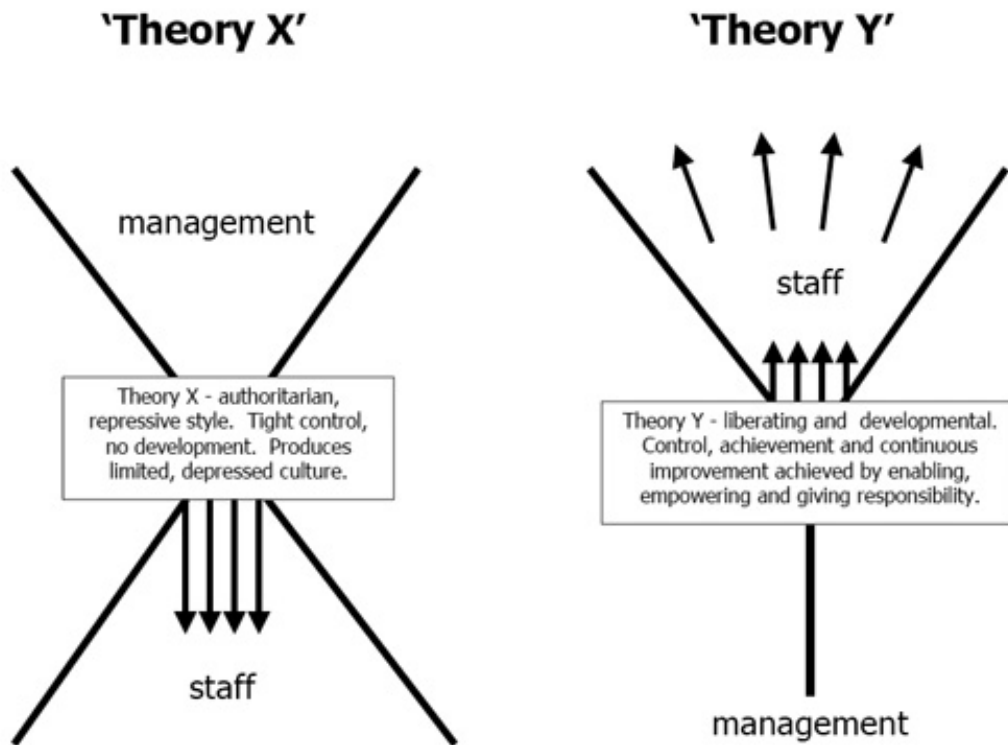 ‘Theory X’
management
Theory X - authoritarian,
repressive style. Tight control,
no development. Produces
limited, depressed culture.
staff
‘Theory Y’
staff
Theory Y - liberating and developmental.
Control, achievement and continuous
improvement achieved by enabling,
empowering and giving responsibility.
management